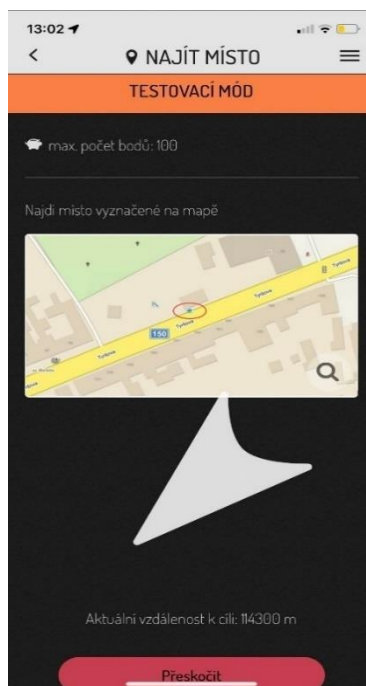 13:02
NAJÍT MÍSTO
TESTOVACÍ MÓD
max. počet bodů: 100
Najdi místo vyznačené na mapě
150
Aktuální vzdálenost k cíli: 114300 m
Přeskočit